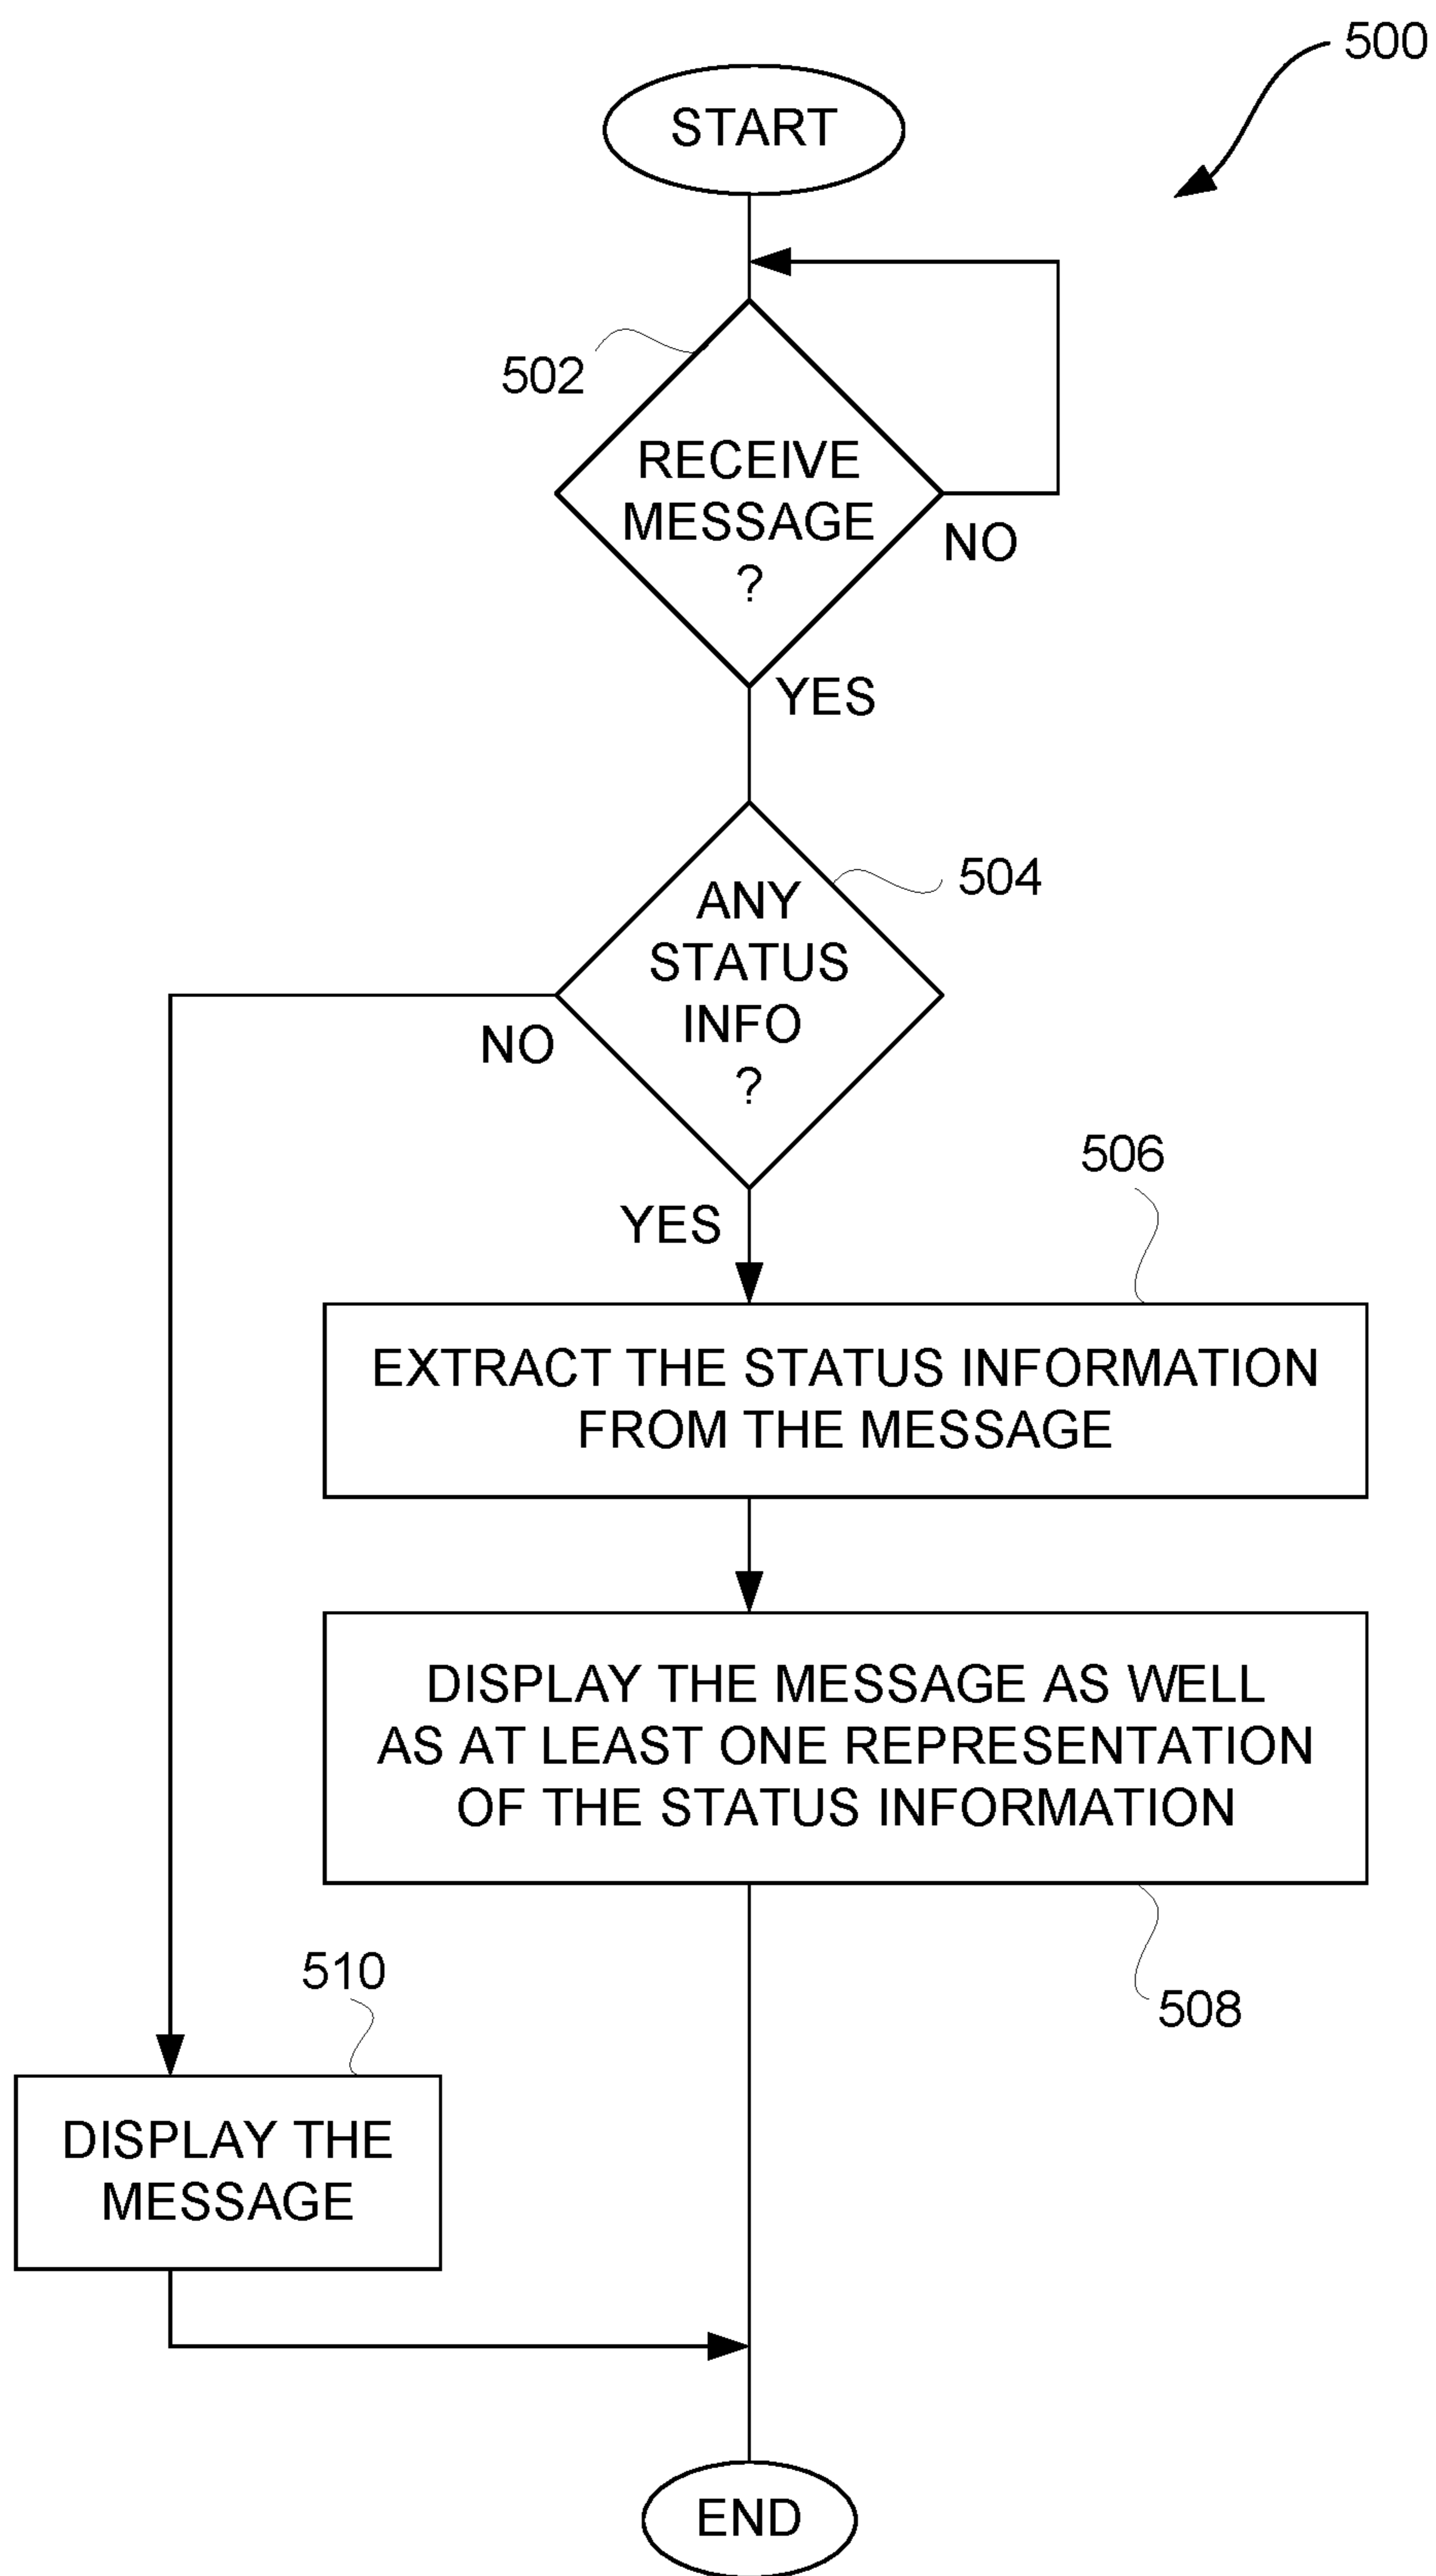 500
START
502
RECEIVE
MESSAGE
?
NO
YES
504
ANY
STATUS
INFO
?
NO
YES
506
EXTRACT THE STATUS INFORMATION
FROM THE MESSAGE
DISPLAY THE MESSAGE AS WELL
AS AT LEAST ONE REPRESENTATION
OF THE STATUS INFORMATION
508
510
DISPLAY THE
MESSAGE
END